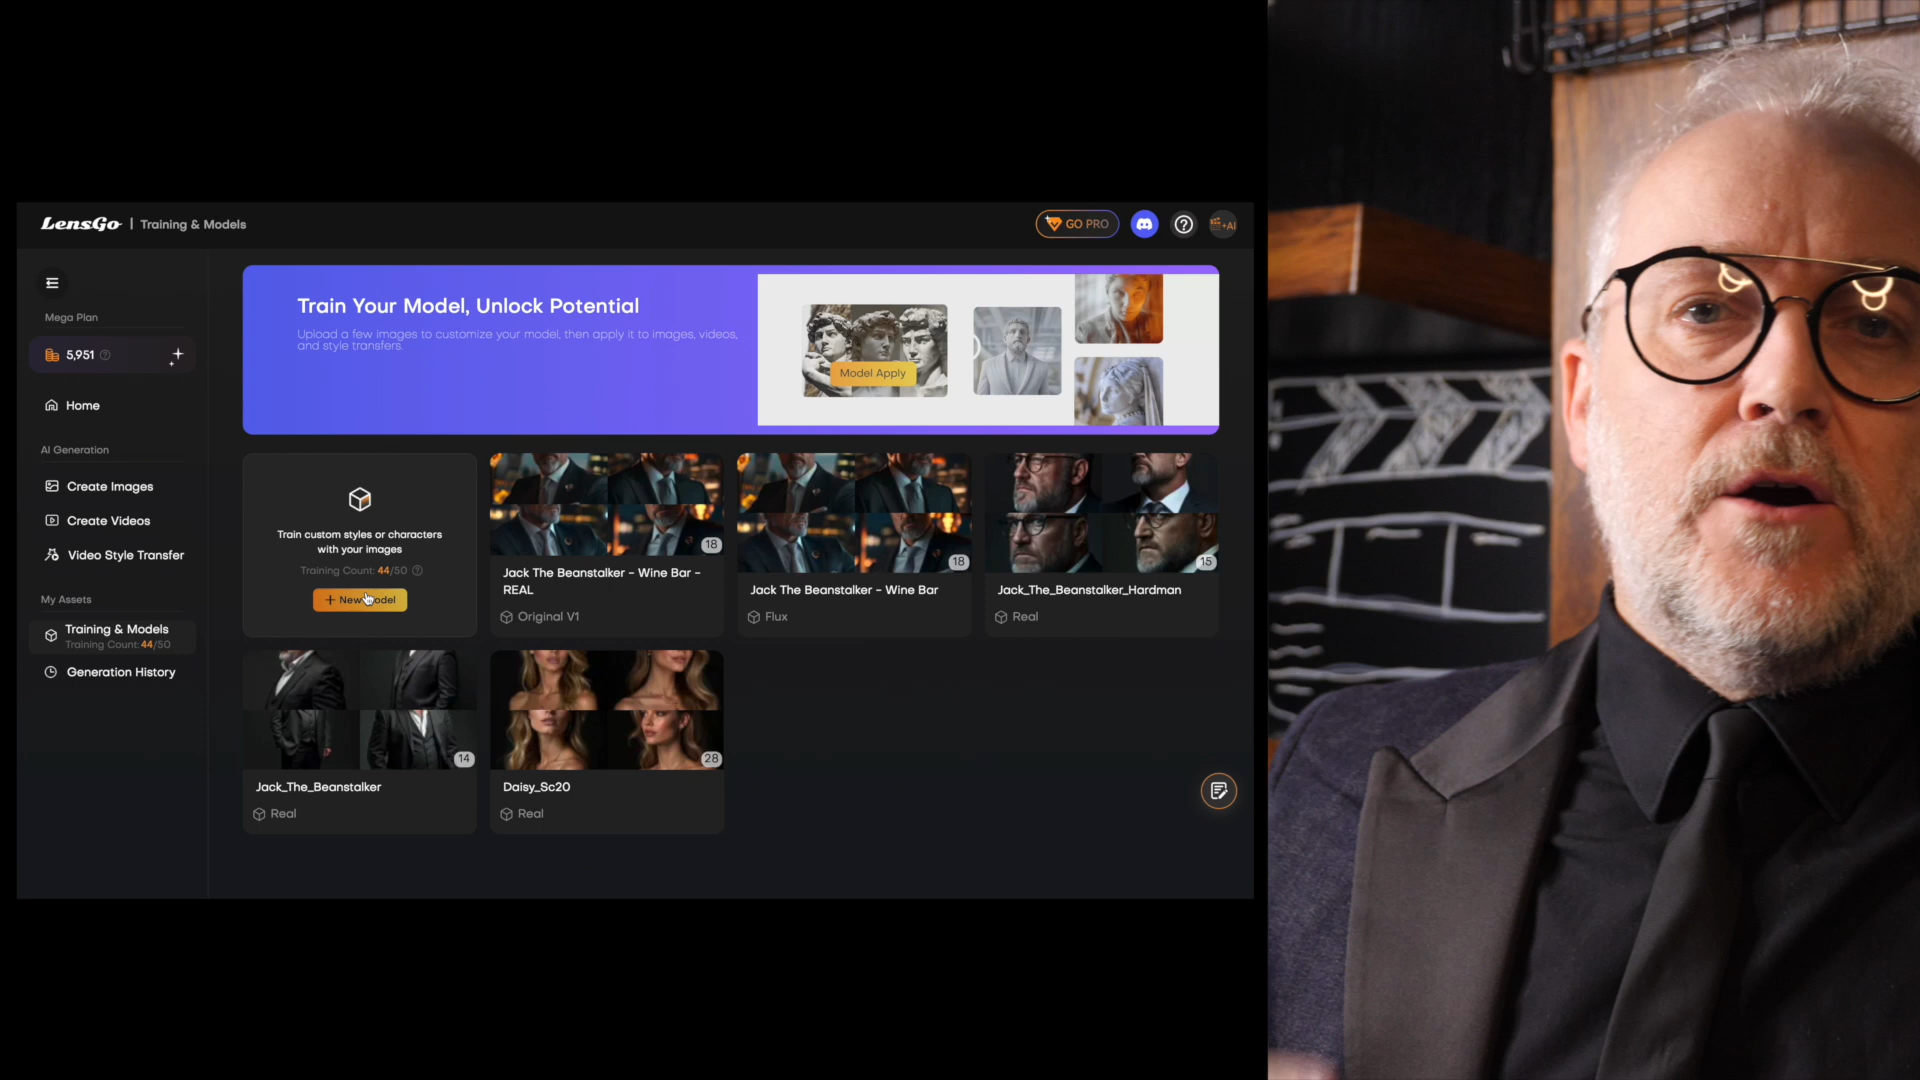 LensGo | Training & Models
GO PRO
+AI
Mega Plan
5,951
Home
AI Generation
Create Images
Create Videos
Video Style Transfer
My Assets
Training & Models
Training Count: 44/50
Generation History
Train Your Model, Unlock Potential
Upload a few images to customize your model, then apply it to images, videos,
and style transfers.
Model Apply
Train custom styles or characters
with your images
Training Count: 44/50
+ New Model
18
Jack The Beanstalker - Wine Bar -
REAL
Original V1
18
Jack The Beanstalker - Wine Bar
Flux
15
Jack_The_Beanstalker_Hardman
Real
14
Jack_The_Beanstalker
Real
28
Daisy_Sc20
Real